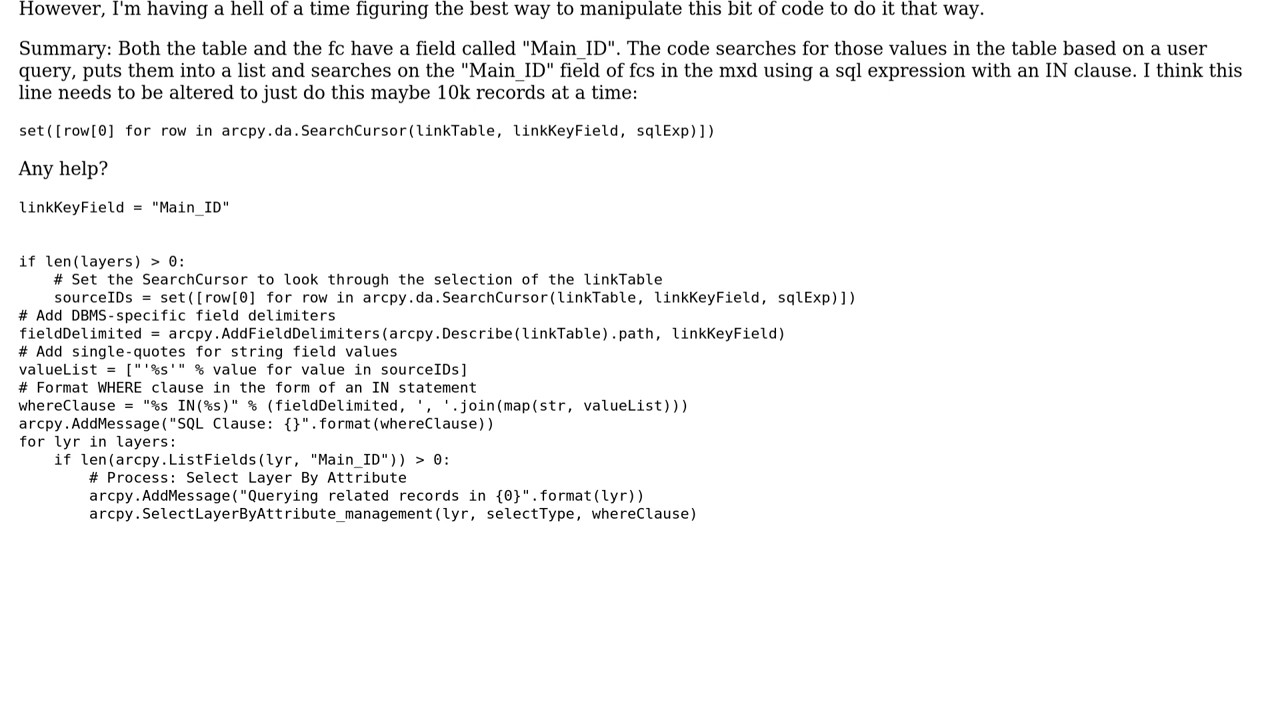 However, I'm having a hell of a time figuring the best way to manipulate this bit of code to do it that way.
Summary: Both the table and the fc have a field called "Main_ID". The code searches for those values in the table based on a user
query, puts them into a list and searches on the "Main_ID" field of fcs in the mxd using a sql expression with an IN clause. I think this
line needs to be altered to just do this maybe 10k records at a time:
set([row[0] for row in arcpy.da.SearchCursor(linkTable, linkKeyField, sqlExp)])
Any help?
linkKeyField = "Main_ID"
if len(layers) > 0:
    # Set the SearchCursor to look through the selection of the linkTable
    sourceIDs = set([row[0] for row in arcpy.da.SearchCursor(linkTable, linkKeyField, sqlExp)])
# Add DBMS-specific field delimiters
fieldDelimited = arcpy.AddFieldDelimiters(arcpy.Describe(linkTable).path, linkKeyField)
# Add single-quotes for string field values
valueList = ["'%s'" % value for value in sourceIDs]
# Format WHERE clause in the form of an IN statement
whereClause = "%s IN(%s)" % (fieldDelimited, ', '.join(map(str, valueList)))
arcpy.AddMessage("SQL Clause: {}".format(whereClause))
for lyr in layers:
    if len(arcpy.ListFields(lyr, "Main_ID")) > 0:
        # Process: Select Layer By Attribute
        arcpy.AddMessage("Querying related records in {0}".format(lyr))
        arcpy.SelectLayerByAttribute_management(lyr, selectType, whereClause)